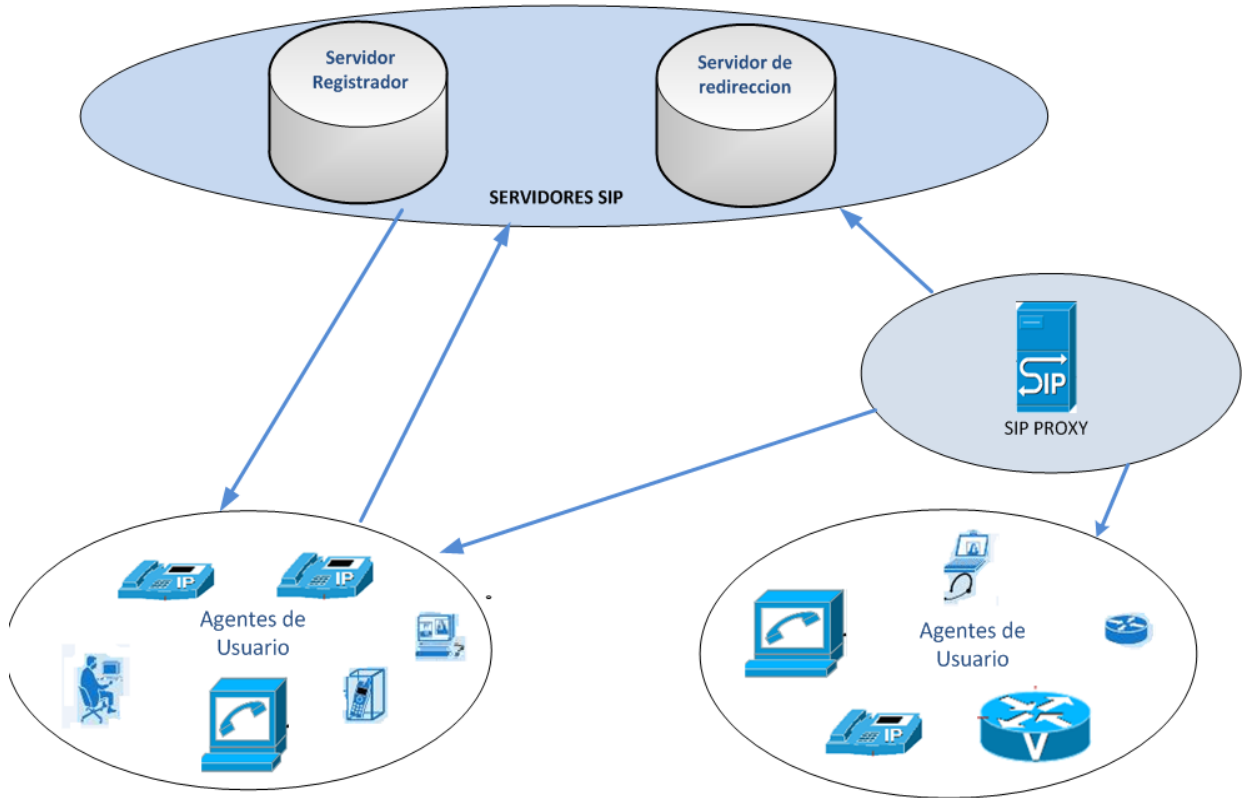 Servidor
Registrador
Servidor de
redireccion
SERVIDORES SIP
SIP
SIP PROXY
IP
IP
Agentes de
Usuario
?
Agentes de
Usuario
IP
V